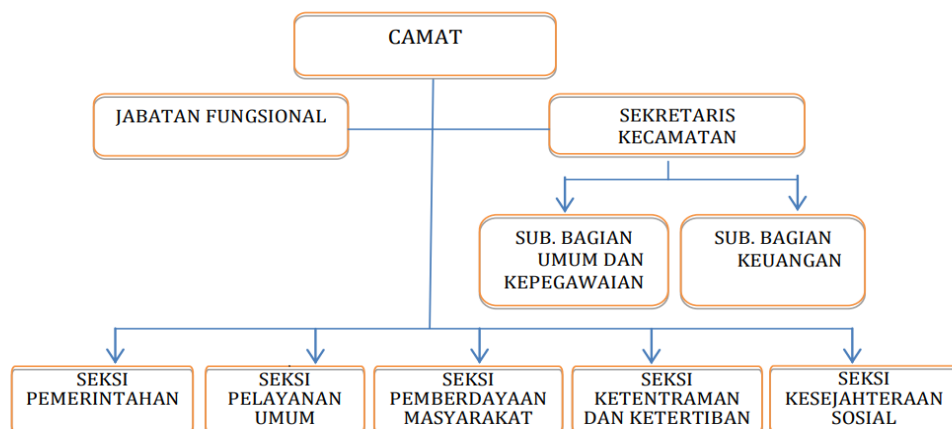 CAMAT
JABATAN FUNGSIONAL
SEKRETARIS
KECAMATAN
SUB. BAGIAN
UMUM DAN
KEPEGAWAIAN
SUB. BAGIAN
KEUANGAN
SEKSI
PEMERINTAHAN
SEKSI
PELAYANAN
UMUM
SEKSI
PEMBERDAYAAN
MASYARAKAT
SEKSI
KETENTRAMAN
DAN KETERTIBAN
SEKSI
KESEJAHTERAAN
SOSIAL